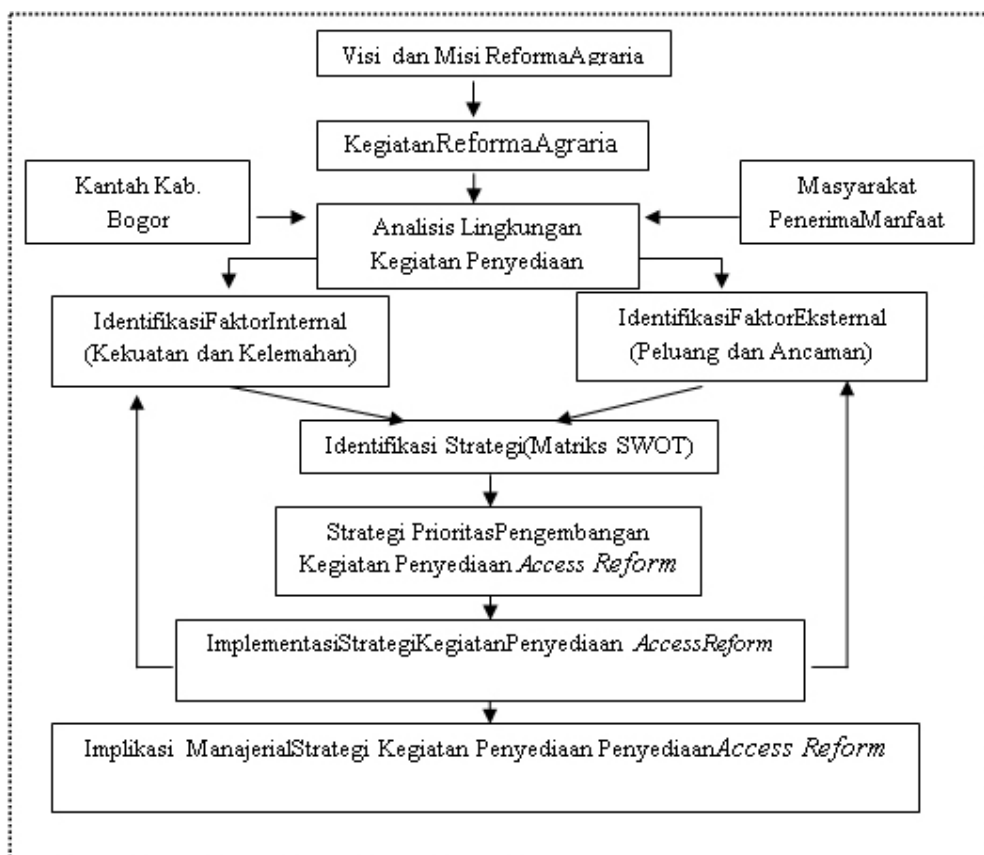 Visi dan Misi ReformaAgraria
KegiatanReformaAgraria
Kantah Kab.
Bogor
Masyarakat
PenerimaManfaat
Analisis Lingkungan
Kegiatan Penyediaan
IdentifikasiFaktorInternal
(Kekuatan dan Kelemahan)
IdentifikasiFaktorEksternal
(Peluang dan Ancaman)
Identifikasi Strategi(Matriks SWOT)
Strategi PrioritasPengembangan
Kegiatan Penyediaan Access Reform
ImplementasiStrategiKegiatanPenyediaan AccessReform
Implikasi ManajerialStrategi Kegiatan Penyediaan PenyediaanAccess Reform